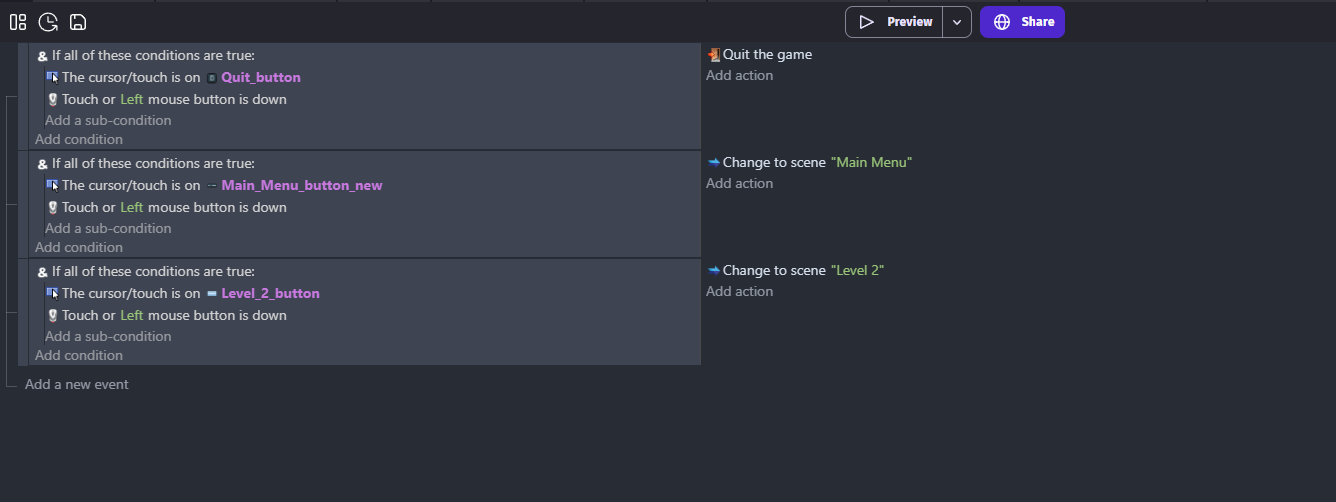 Preview
Share
& If all of these conditions are true:
Quit the game
The cursor/touch is on Quit_button
Add action
Touch or Left mouse button is down
Add a sub-condition
Add condition
& If all of these conditions are true:
Change to scene "Main Menu"
The cursor/touch is on Main_Menu_button_new
Add action
Touch or Left mouse button is down
Add a sub-condition
Add condition
& If all of these conditions are true:
Change to scene "Level 2"
The cursor/touch is on Level_2_button
Add action
Touch or Left mouse button is down
Add a sub-condition
Add condition
Add a new event